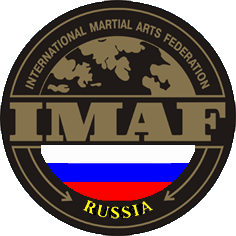 INTERNATIONAL MARTIAL ARTS FEDERATION
IMAF
RUSSIA